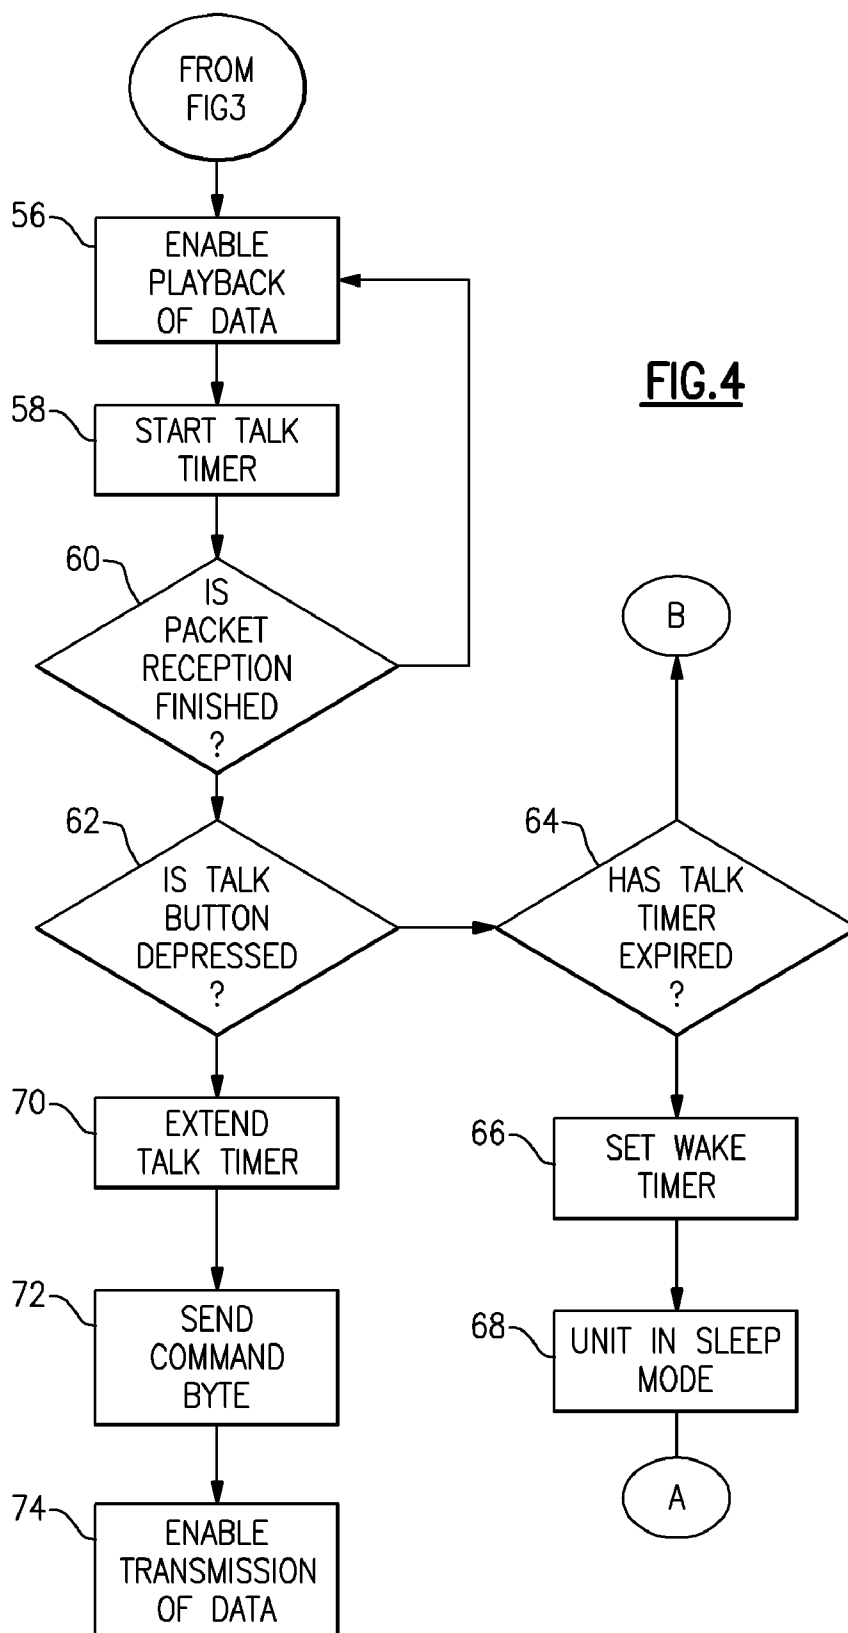 FROM
FIG3
56
ENABLE
PLAYBACK
OF DATA
FIG.4
58
START TALK
TIMER
60
IS
PACKET
RECEPTION
FINISHED
?
B
62
IS TALK
BUTTON
DEPRESSED
?
64
HAS TALK
TIMER
EXPIRED
?
70
EXTEND
TALK TIMER
66
SET WAKE
TIMER
72
SEND
COMMAND
BYTE
68
UNIT IN SLEEP
MODE
A
74
ENABLE
TRANSMISSION
OF DATA